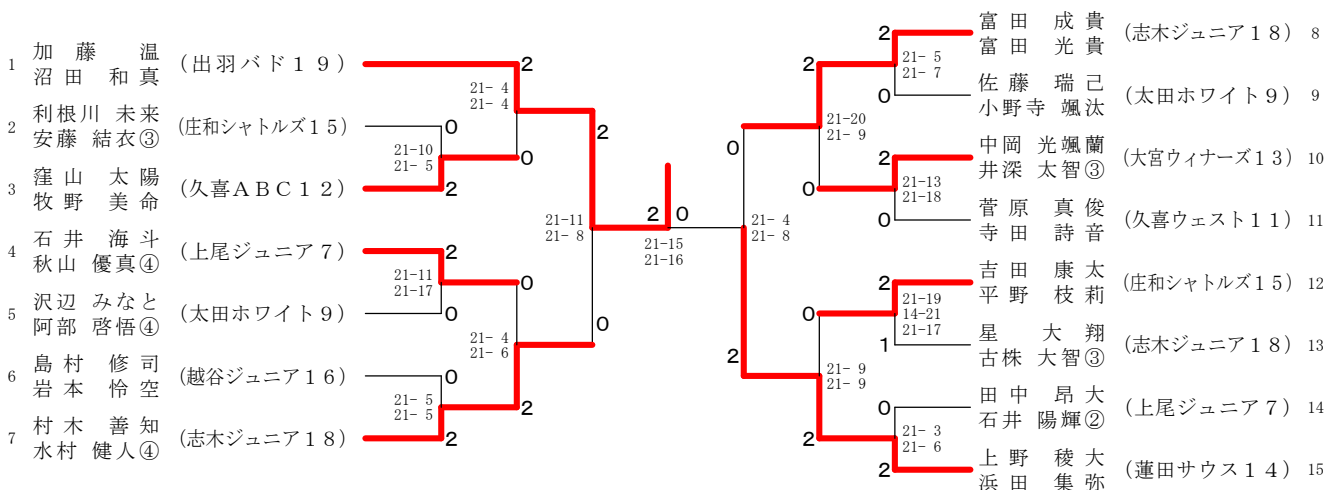 1 加藤 温 (出羽バド19)
沼田 和真
2 利根川 未来 (庄和シャトルズ15)
安藤 結衣③
3 窪山 太陽 (久喜ABC12)
牧野 美命
4 石井 海斗 (上尾ジュニア7)
秋山 優真④
5 沢辺 みなと (太田ホワイト9)
阿部 啓悟④
6 島村 修司 (越谷ジュニア16)
岩本 怜空
7 村木 善知 (志木ジュニア18)
水村 健人④
2
21- 4
21- 4
0
21-10
21- 5
2
0
2
2
21-11
21-17
0
0
21- 4
21- 6
0
21- 5
21- 5
2
2
21-11
21- 8
0
2 0
21-15
21-16
0
21- 4
21- 8
2
2
21-20
21- 9
0
2
21- 5
21- 7
0
2
21-13
21-18
0
0
21- 9
21- 9
2
2
21-19
14-21
21-17
1
0
21- 3
21- 6
2
富田 成貴 (志木ジュニア18) 8
富田 光貴
佐藤 瑞己 (太田ホワイト9) 9
小野寺 颯汰
中岡 光颯蘭 (大宮ウィナーズ13) 10
井深 太智③
菅原 真俊 (久喜ウェスト11) 11
寺田 詩音
吉田 康太 (庄和シャトルズ15) 12
平野 枝莉
星 大翔 (志木ジュニア18) 13
古株 大智③
田中 昂大 (上尾ジュニア7) 14
石井 陽輝②
上野 稜大 (蓮田サウス14) 15
浜田 隼弥